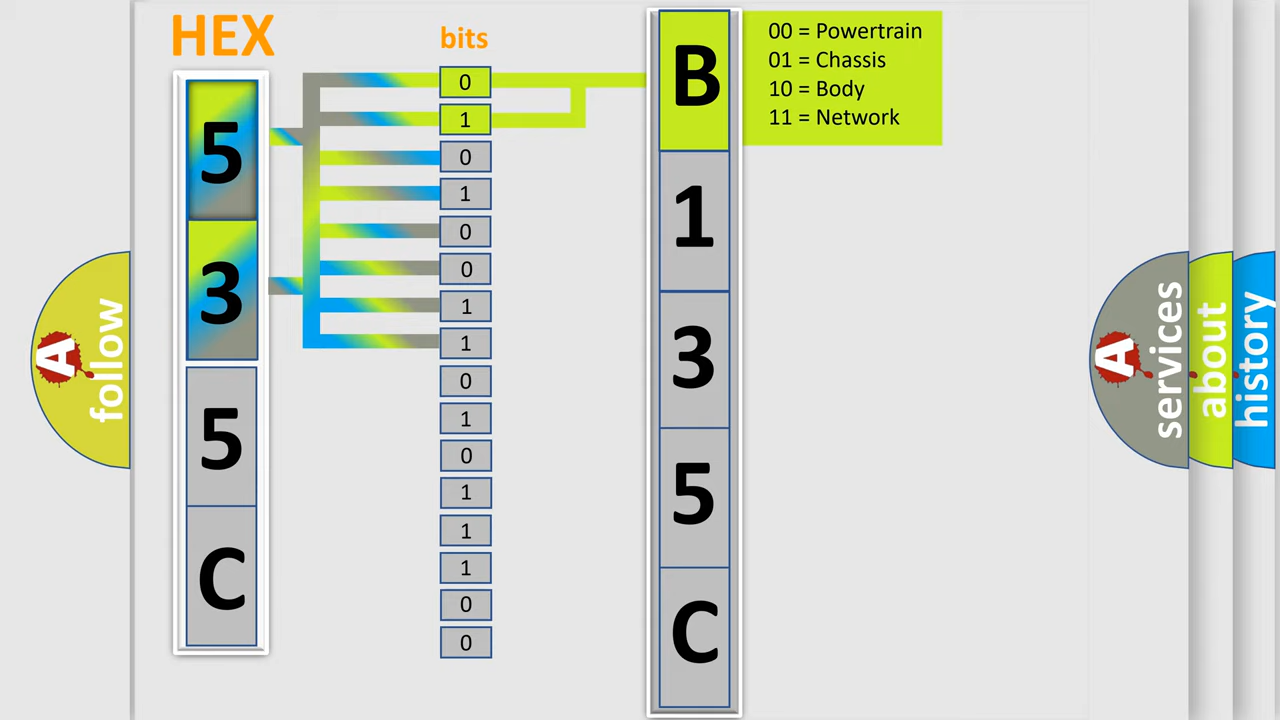 HEX
bits
5
3
5
C
0
1
0
1
0
0
1
1
0
1
0
1
1
1
0
0
B
1
3
5
C
00 = Powertrain
01 = Chassis
10 = Body
11 = Network
A
follow
A
services
about
history